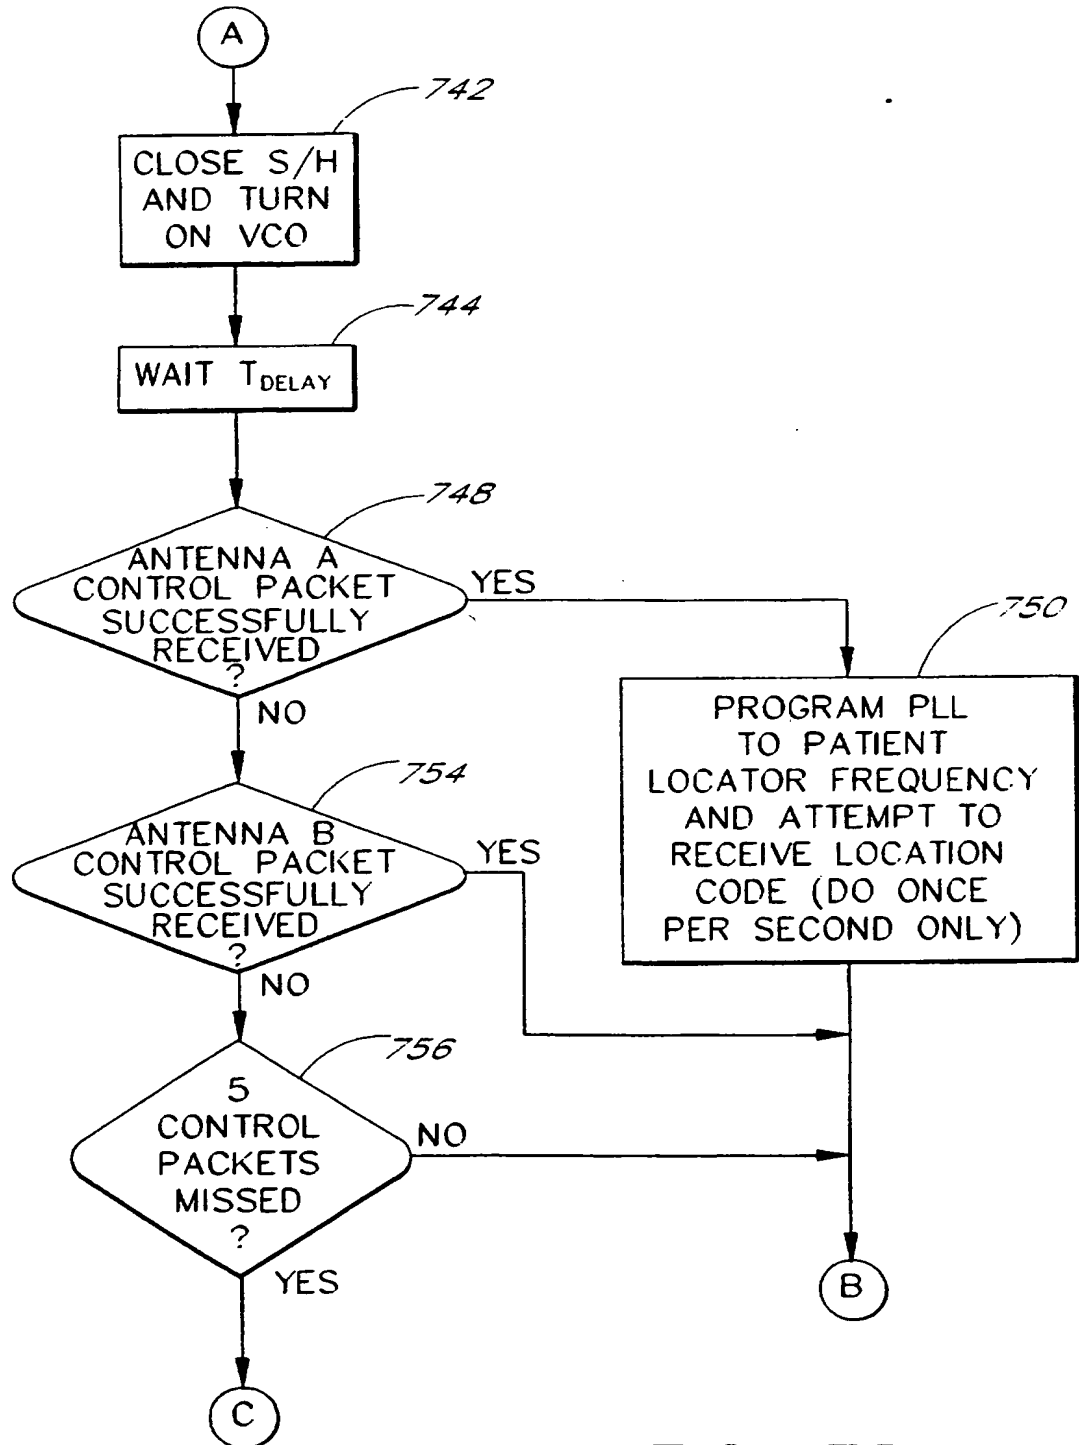 A
742
CLOSE S/H
AND TURN
ON VCO
744
WAIT TDELAY
748
ANTENNA A
CONTROL PACKET
SUCCESSFULLY
RECEIVED
?
YES
NO
750
PROGRAM PLL
TO PATIENT
LOCATOR FREQUENCY
AND ATTEMPT TO
RECEIVE LOCATION
CODE (DO ONCE
PER SECOND ONLY)
754
ANTENNA B
CONTROL PACKET
SUCCESSFULLY
RECEIVED
?
YES
NO
756
5
CONTROL
PACKETS
MISSED
?
NO
YES
B
C